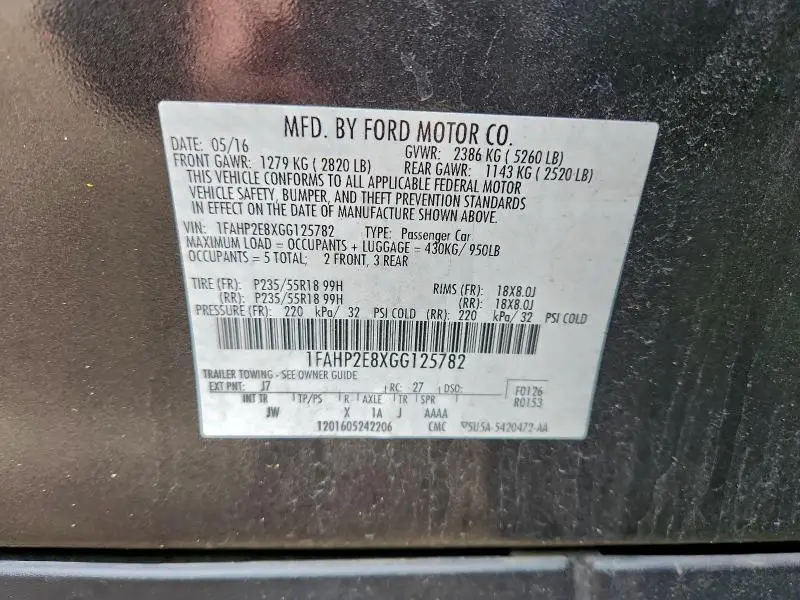 MFD. BY FORD MOTOR CO.
DATE: 05/16 GVWR: 2386 KG ( 5260 LB)
FRONT GAWR: 1279 KG ( 2820 LB) REAR GAWR: 1143 KG ( 2520 LB)
THIS VEHICLE CONFORMS TO ALL APPLICABLE FEDERAL MOTOR
VEHICLE SAFETY, BUMPER, AND THEFT PREVENTION STANDARDS
IN EFFECT ON THE DATE OF MANUFACTURE SHOWN ABOVE.
VIN: 1FAHP2E8XGG125782 TYPE: Passenger Car
MAXIMUM LOAD = OCCUPANTS + LUGGAGE = 430KG/ 950LB
OCCUPANTS = 5 TOTAL; 2 FRONT, 3 REAR
TIRE (FR): P235/55R18 99H RIMS (FR): 18X8.0J
(RR): P235/55R18 99H (RR): 18X8.0J
PRESSURE (FR): 220 kPa/ 32 PSI COLD (RR): 220 kPa/ 32 PSI COLD
1FAHP2E8XGG125782
TRAILER TOWING - SEE OWNER GUIDE
EXT PNT: J7 RC: 27 DSO: F0126
INT TR TP/PS R AXLE TR SPR R0153
JW X 1A J AAAA
T201605242206 CMC 5U5A-5420472-AA